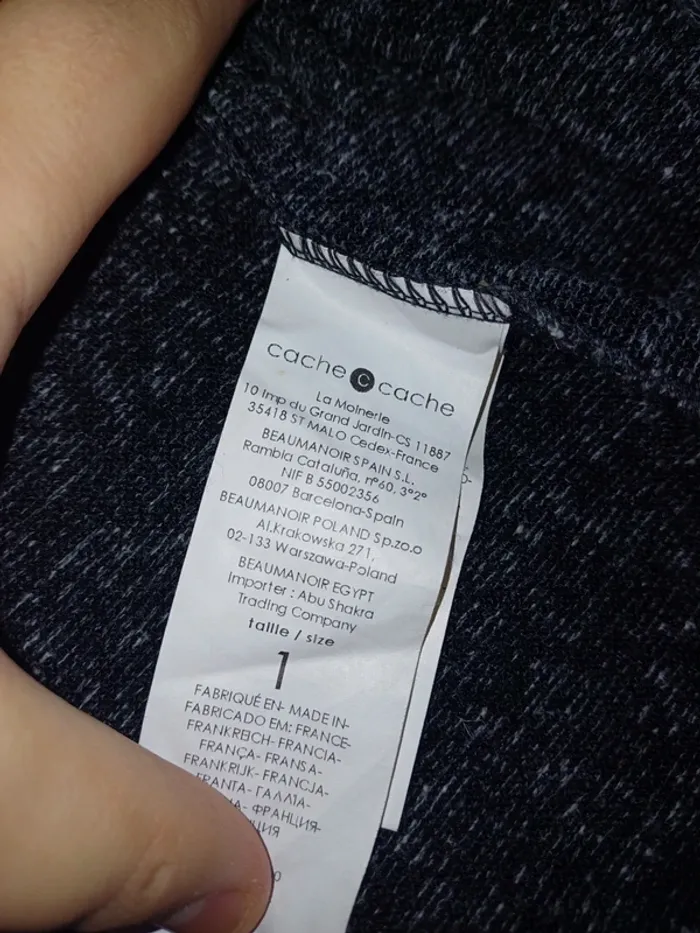 cache c cache
La Moinerie
10 Imp du Grand Jardin-CS 11887
35418 ST MALO Cedex-France
BEAUMANOIR SPAIN S.L.
Rambla Cataluña, nº60, 3º2º
NIF B 55002356
08007 Barcelona-Spain
BEAUMANOIR POLAND Sp.zo.o
Al.Krakowska 271,
02-133 Warszawa-Poland
BEAUMANOIR EGYPT
Importer : Abu Shakra
Trading Company
taille / size
1
FABRIQUÉ EN- MADE IN-
FABRICADO EM: FRANCE-
FRANKREICH- FRANCIA-
FRANÇA- FRANSA-
FRANKRIJK- FRANCJA-
FRANTA- ΓΑΛΛΊΑ-
ФРАНЦИЯ-